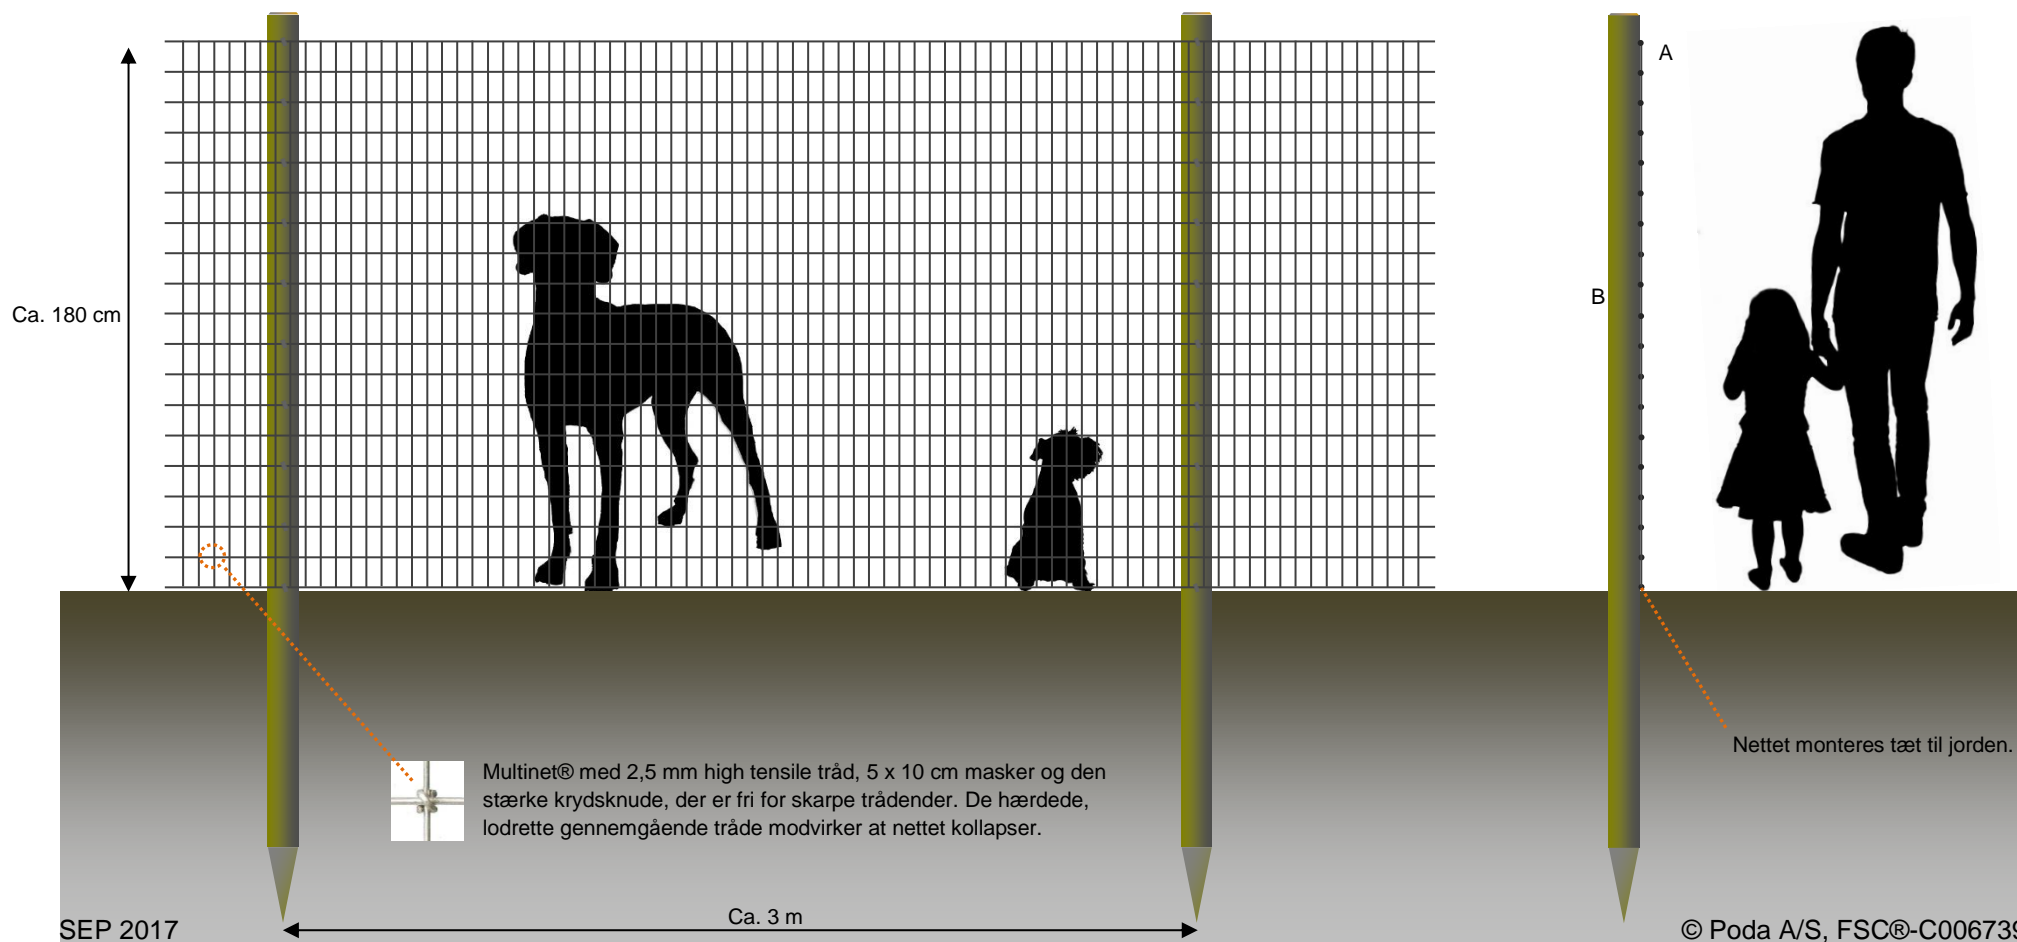 A
B
Ca. 180 cm
Nettet monteres tæt til jorden.
Multinet® med 2,5 mm high tensile tråd, 5 x 10 cm masker og den
stærke krydsknude, der er fri for skarpe trådender. De hærdede,
lodrette gennemgående tråde modvirker at nettet kollapser.
Ca. 3 m
SEP 2017
© Poda A/S, FSC®-C006739